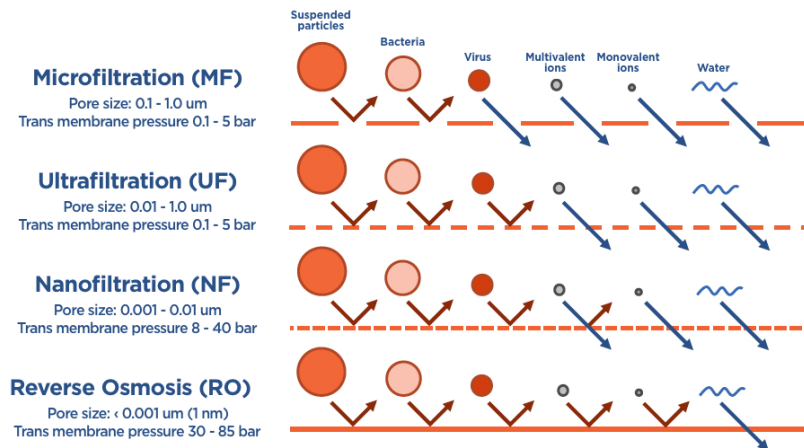 Suspended
particles
Bacteria
Virus
Multivalent
ions
Monovalent
ions
Water
Microfiltration (MF)
Pore size: 0.1 - 1.0 um
Trans membrane pressure 0.1 - 5 bar
Ultrafiltration (UF)
Pore size: 0.01 - 1.0 um
Trans membrane pressure 0.1 - 5 bar
Nanofiltration (NF)
Pore size: 0.001 - 0.01 um
Trans membrane pressure 8 - 40 bar
Reverse Osmosis (RO)
Pore size: < 0.001 um (1 nm)
Trans membrane pressure 30 - 85 bar